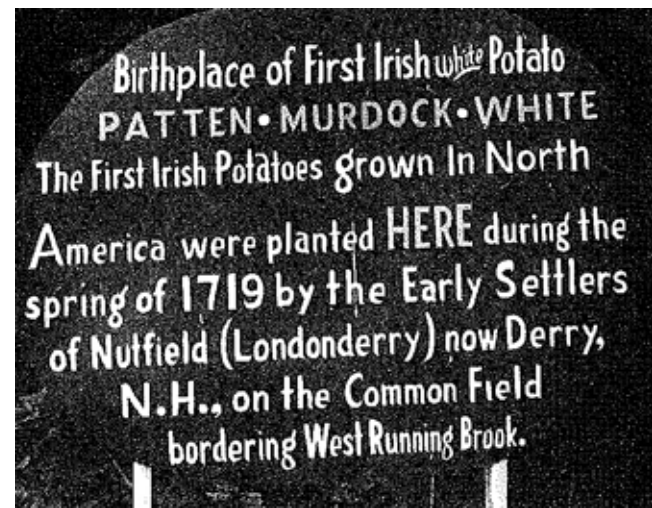 Birthplace of First Irish white Potato
PATTEN • MURDOCK • WHITE
The First Irish Potatoes grown In North
America were planted HERE during the
spring of 1719 by the Early Settlers
of Nutfield (Londonderry) now Derry,
N.H., on the Common Field
bordering West Running Brook.